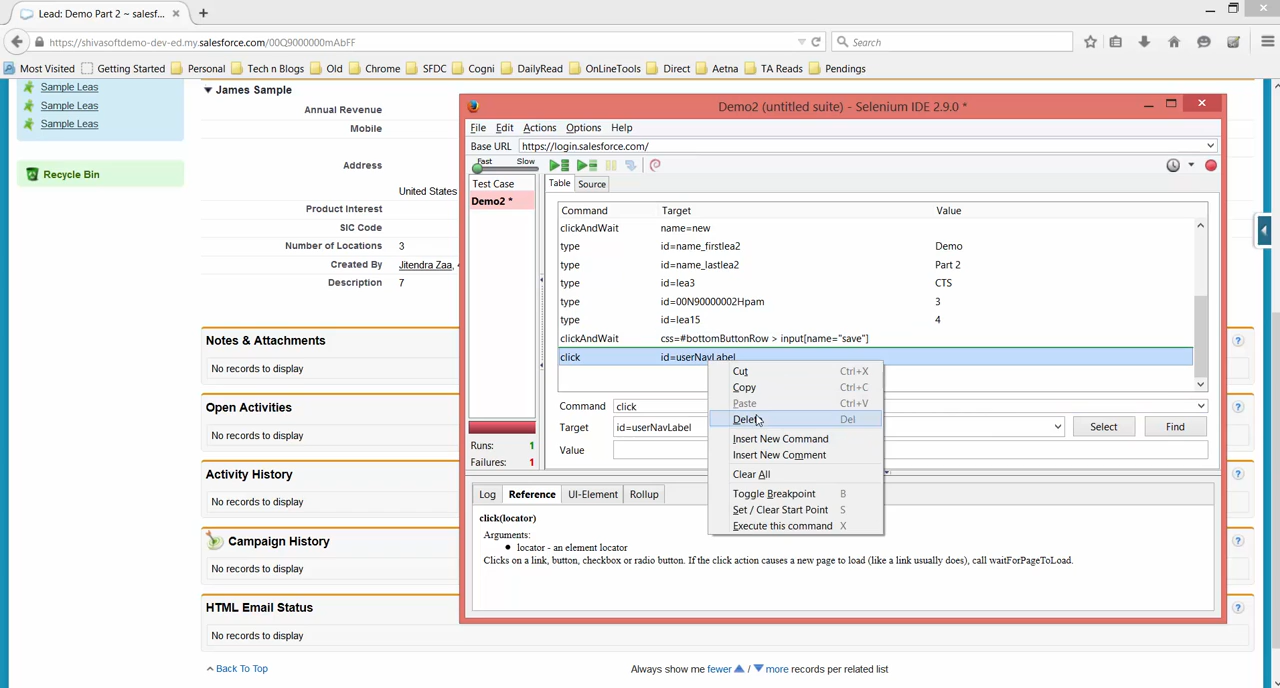 Lead: Demo Part 2 ~ salesf...
https://shivasoftdemo-dev-ed.my.salesforce.com/00Q9000000mAbFF
Search
Most Visited Getting Started Personal Tech n Blogs Old Chrome SFDC Cogni DailyRead OnLineTools Direct Aetna TA Reads Pendings
Sample Leas
Sample Leas
Sample Leas
Recycle Bin
James Sample
Annual Revenue
Mobile
Address
United States
Product Interest
SIC Code
Number of Locations 3
Created By Jitendra Zaa,
Description 7
Notes & Attachments
No records to display
Open Activities
No records to display
Activity History
No records to display
Campaign History
No records to display
HTML Email Status
No records to display
Back To Top
Always show me fewer / more records per related list
Demo2 (untitled suite) - Selenium IDE 2.9.0 *
File Edit Actions Options Help
Base URL https://login.salesforce.com/
Fast Slow
Test Case
Demo2 *
Runs: 1
Failures: 1
Table Source
Command Target Value
clickAndWait name=new
type id=name_firstlea2 Demo
type id=name_lastlea2 Part 2
type id=lea3 CTS
type id=00N90000002Hpam 3
type id=lea15 4
clickAndWait css=#bottomButtonRow > input[name="save"]
click id=userNavLabel
Command click
Target id=userNavLabel Select Find
Value
Cut Ctrl+X
Copy Ctrl+C
Paste Ctrl+V
Delete Del
Insert New Command
Insert New Comment
Clear All
Toggle Breakpoint B
Set / Clear Start Point S
Execute this command X
Log Reference UI-Element Rollup
click(locator)
Arguments:
locator - an element locator
Clicks on a link, button, checkbox or radio button. If the click action causes a new page to load (like a link usually does), call waitForPageToLoad.